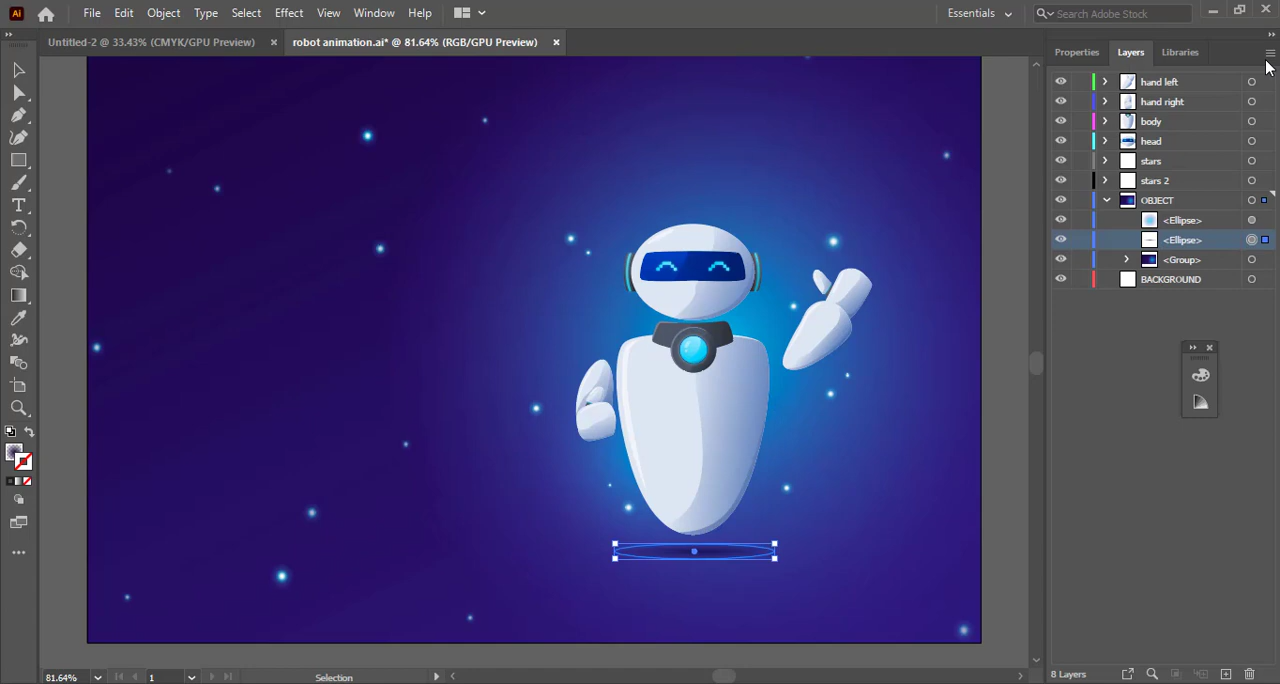 Ai File Edit Object Type Select Effect View Window Help Essentials Search Adobe Stock
Untitled-2 @ 33.43% (CMYK/GPU Preview) × robot animation.ai* @ 81.64% (RGB/GPU Preview) ×
Properties Layers Libraries
hand left
hand right
body
head
stars
stars 2
OBJECT
<Ellipse>
<Ellipse>
<Group>
BACKGROUND
81.64% 1 Selection 8 Layers